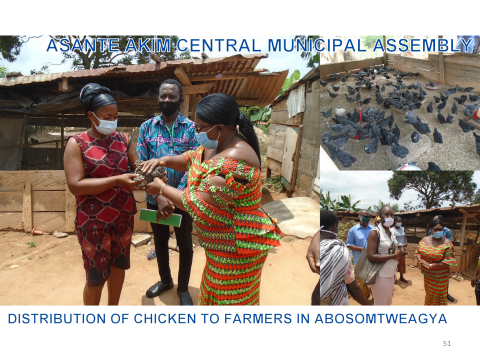 ASANTE AKIM CENTRAL MUNICIPAL ASSEMBLY
DISTRIBUTION OF CHICKEN TO FARMERS IN ABOSOMTWEAGYA
51